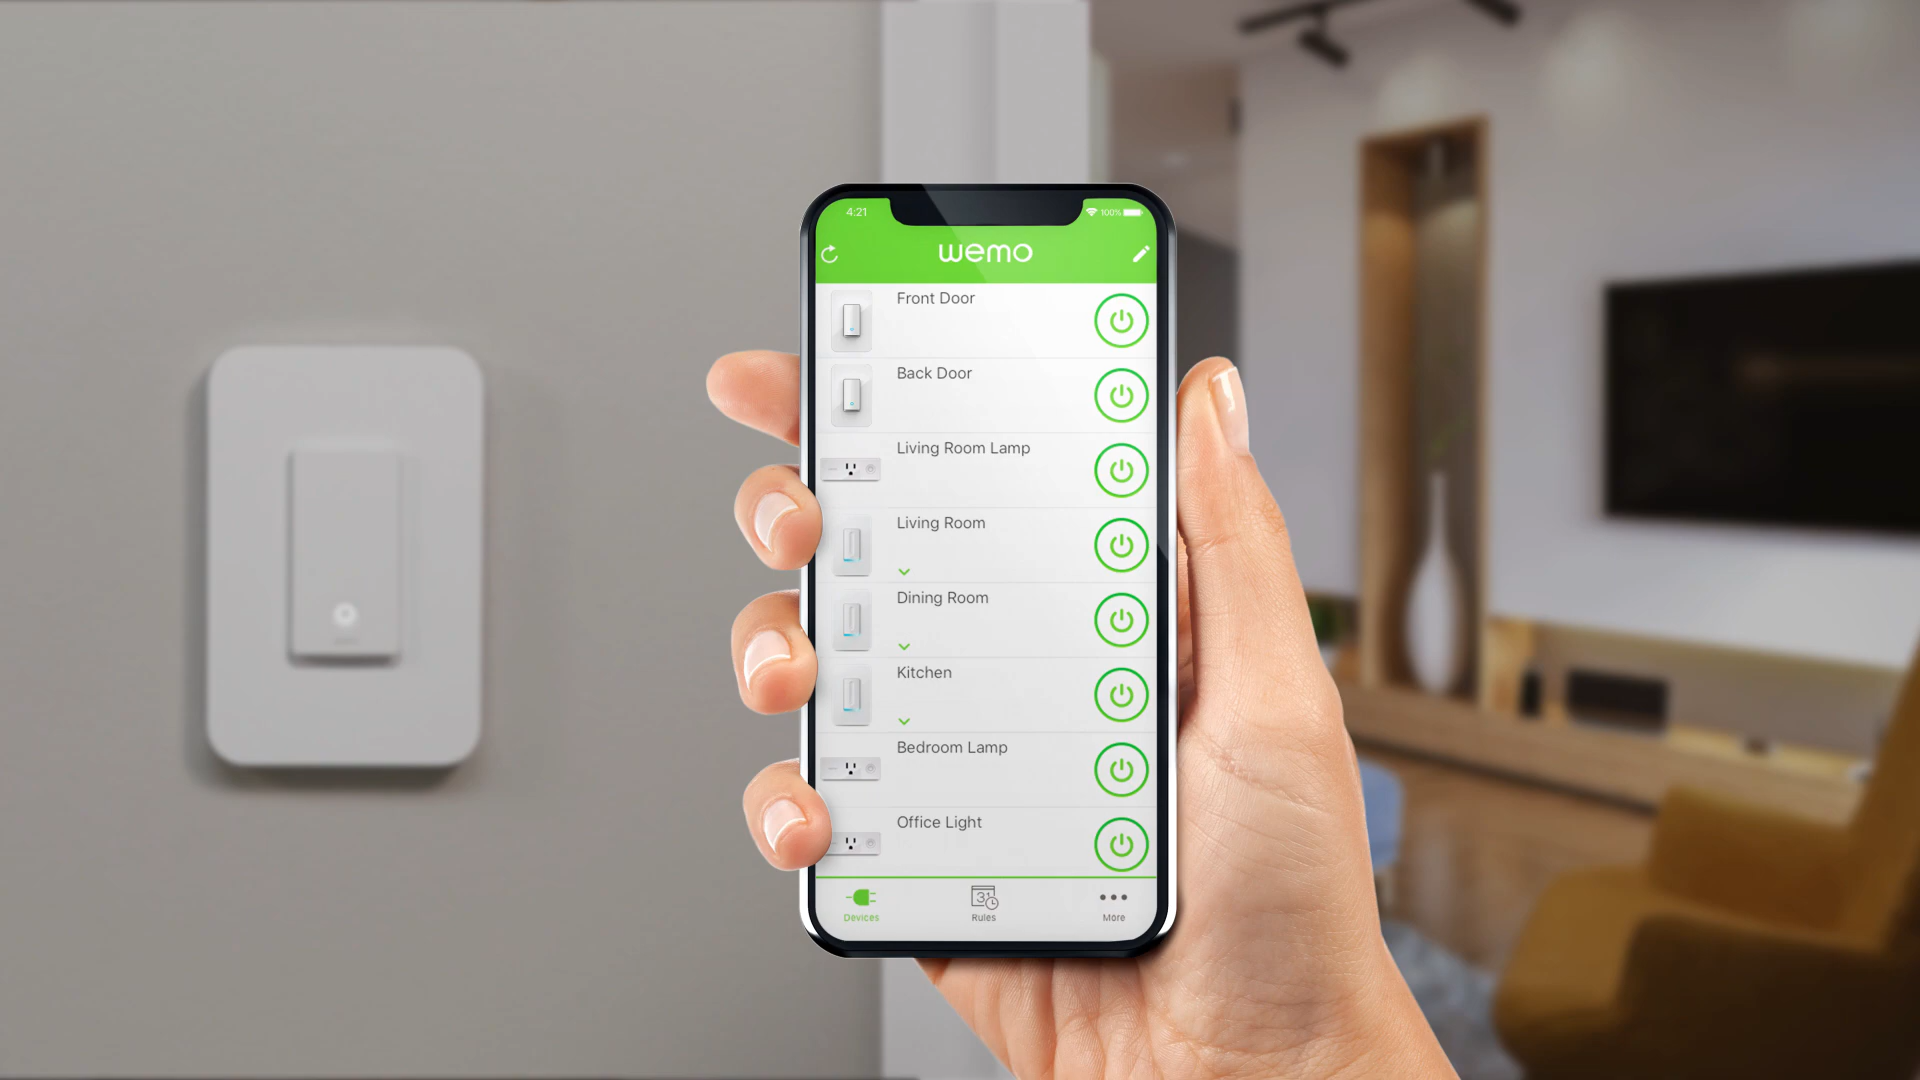 4:21
100%
wemo
Front Door
Back Door
Living Room Lamp
Living Room
Dining Room
Kitchen
Bedroom Lamp
Office Light
31
Devices
Rules
More